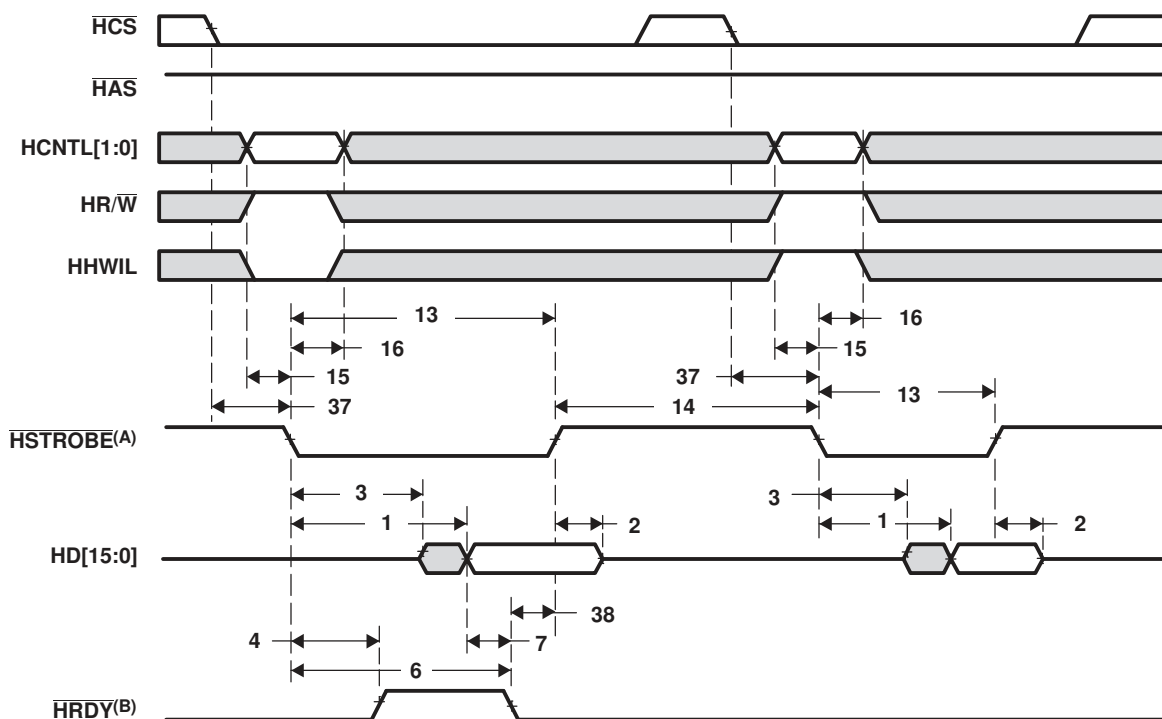 HCS
HAS
HCNTL[1:0]
HR/W
HHWIL
13
16
16
15
15
37
37
13
14
HSTROBE(A)
3
3
1
1
2
2
HD[15:0]
38
4
7
6
HRDY(B)